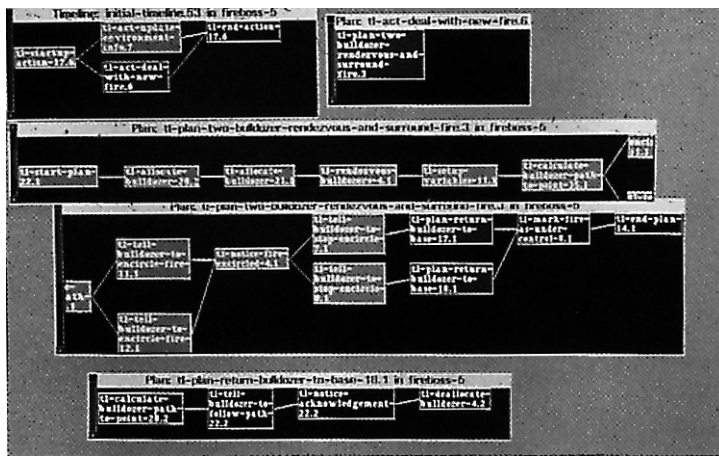 Timeline: initial-timeline.53 in fireboss-6
tl-startup-
action-17.6
tl-act-update-
environment-
info.7
tl-act-deal-
with-new-
fire.6
tl-end-action-
17.6
Plan: tl-act-deal-with-new-fire.6
tl-plan-two-
bulldozer-
rendezvous-and-
surround-
fire.3
Plan: tl-plan-two-bulldozer-rendezvous-and-surround-fire.3 in fireboss-6
tl-start-plan-
22.1
tl-allocate-
bulldozer-20.2
tl-allocate-
bulldozer-21.1
tl-rendezvous-
bulldozers-4.1
tl-setup-
variables-11.1
tl-calculate-
bulldozer-path-
to-point-35.1
Plan: tl-plan-two-bulldozer-rendezvous-and-surround-fire.3 in fireboss-6
tl-tell-
bulldozer-to-
encircle-fire-
11.1
tl-tell-
bulldozer-to-
encircle-fire-
12.1
tl-notice-fire-
encircled-4.1
tl-tell-
bulldozer-to-
stop-encircle-
7.1
tl-tell-
bulldozer-to-
stop-encircle-
8.1
tl-plan-return-
bulldozer-to-
base-17.1
tl-plan-return-
bulldozer-to-
base-18.1
tl-mark-fire-
as-under-
control-4.1
tl-end-plan-
14.1
Plan: tl-plan-return-bulldozer-to-base-18.1 in fireboss-6
tl-calculate-
bulldozer-path-
to-point-28.2
tl-tell-
bulldozer-to-
follow-path-
22.2
tl-notice-
acknowledgement-
22.2
tl-deallocate-
bulldozer-4.2